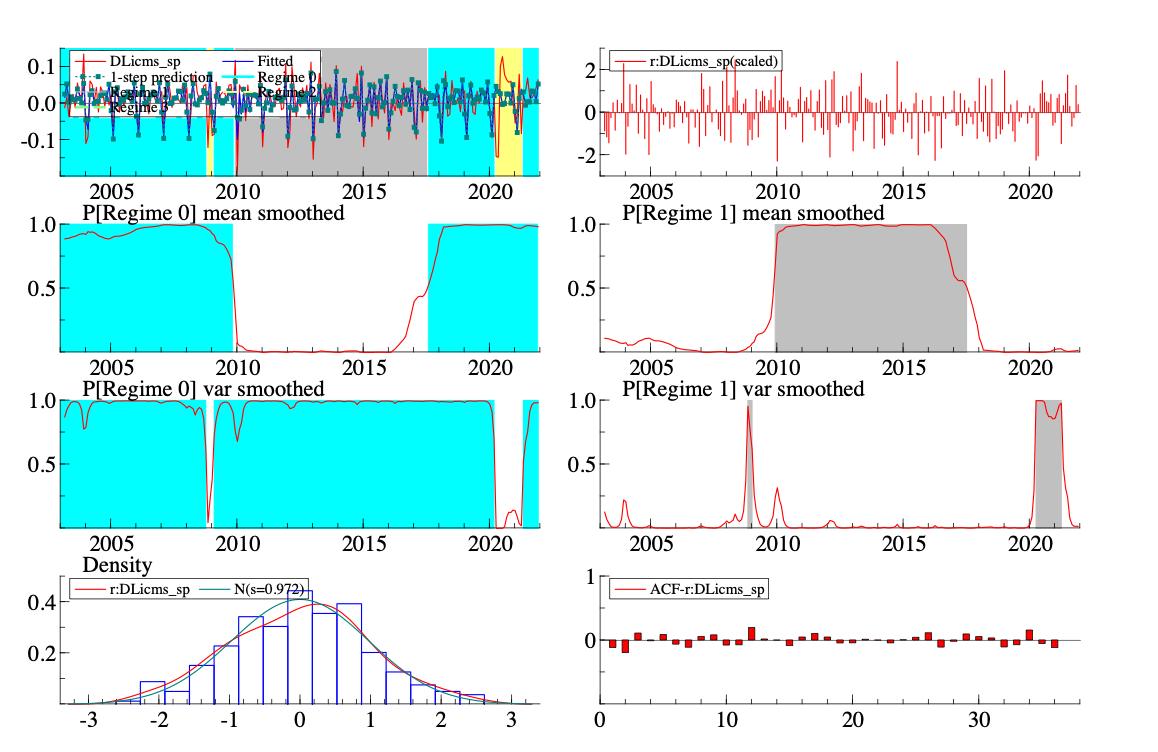 DLicms_sp Fitted
1-step prediction Regime 0
Regime 1 Regime 2
Regime 3
0.1
0.0
-0.1
2005 2010 2015 2020
r:DLicms_sp(scaled)
2
0
-2
2005 2010 2015 2020
P[Regime 0] mean smoothed
1.0
0.5
2005 2010 2015 2020
P[Regime 1] mean smoothed
1.0
0.5
2005 2010 2015 2020
P[Regime 0] var smoothed
1.0
0.5
2005 2010 2015 2020
P[Regime 1] var smoothed
1.0
0.5
2005 2010 2015 2020
Density
r:DLicms_sp N(s=0.972)
0.4
0.2
-3 -2 -1 0 1 2 3
ACF-r:DLicms_sp
1
0
0 10 20 30